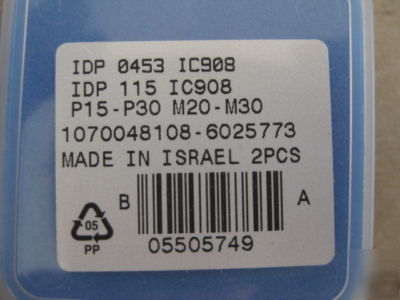 IDP 0453 IC908
IDP 115 IC908
P15-P30 M20-M30
1070048108-6025773
MADE IN ISRAEL 2PCS
B A
05505749
05
PP